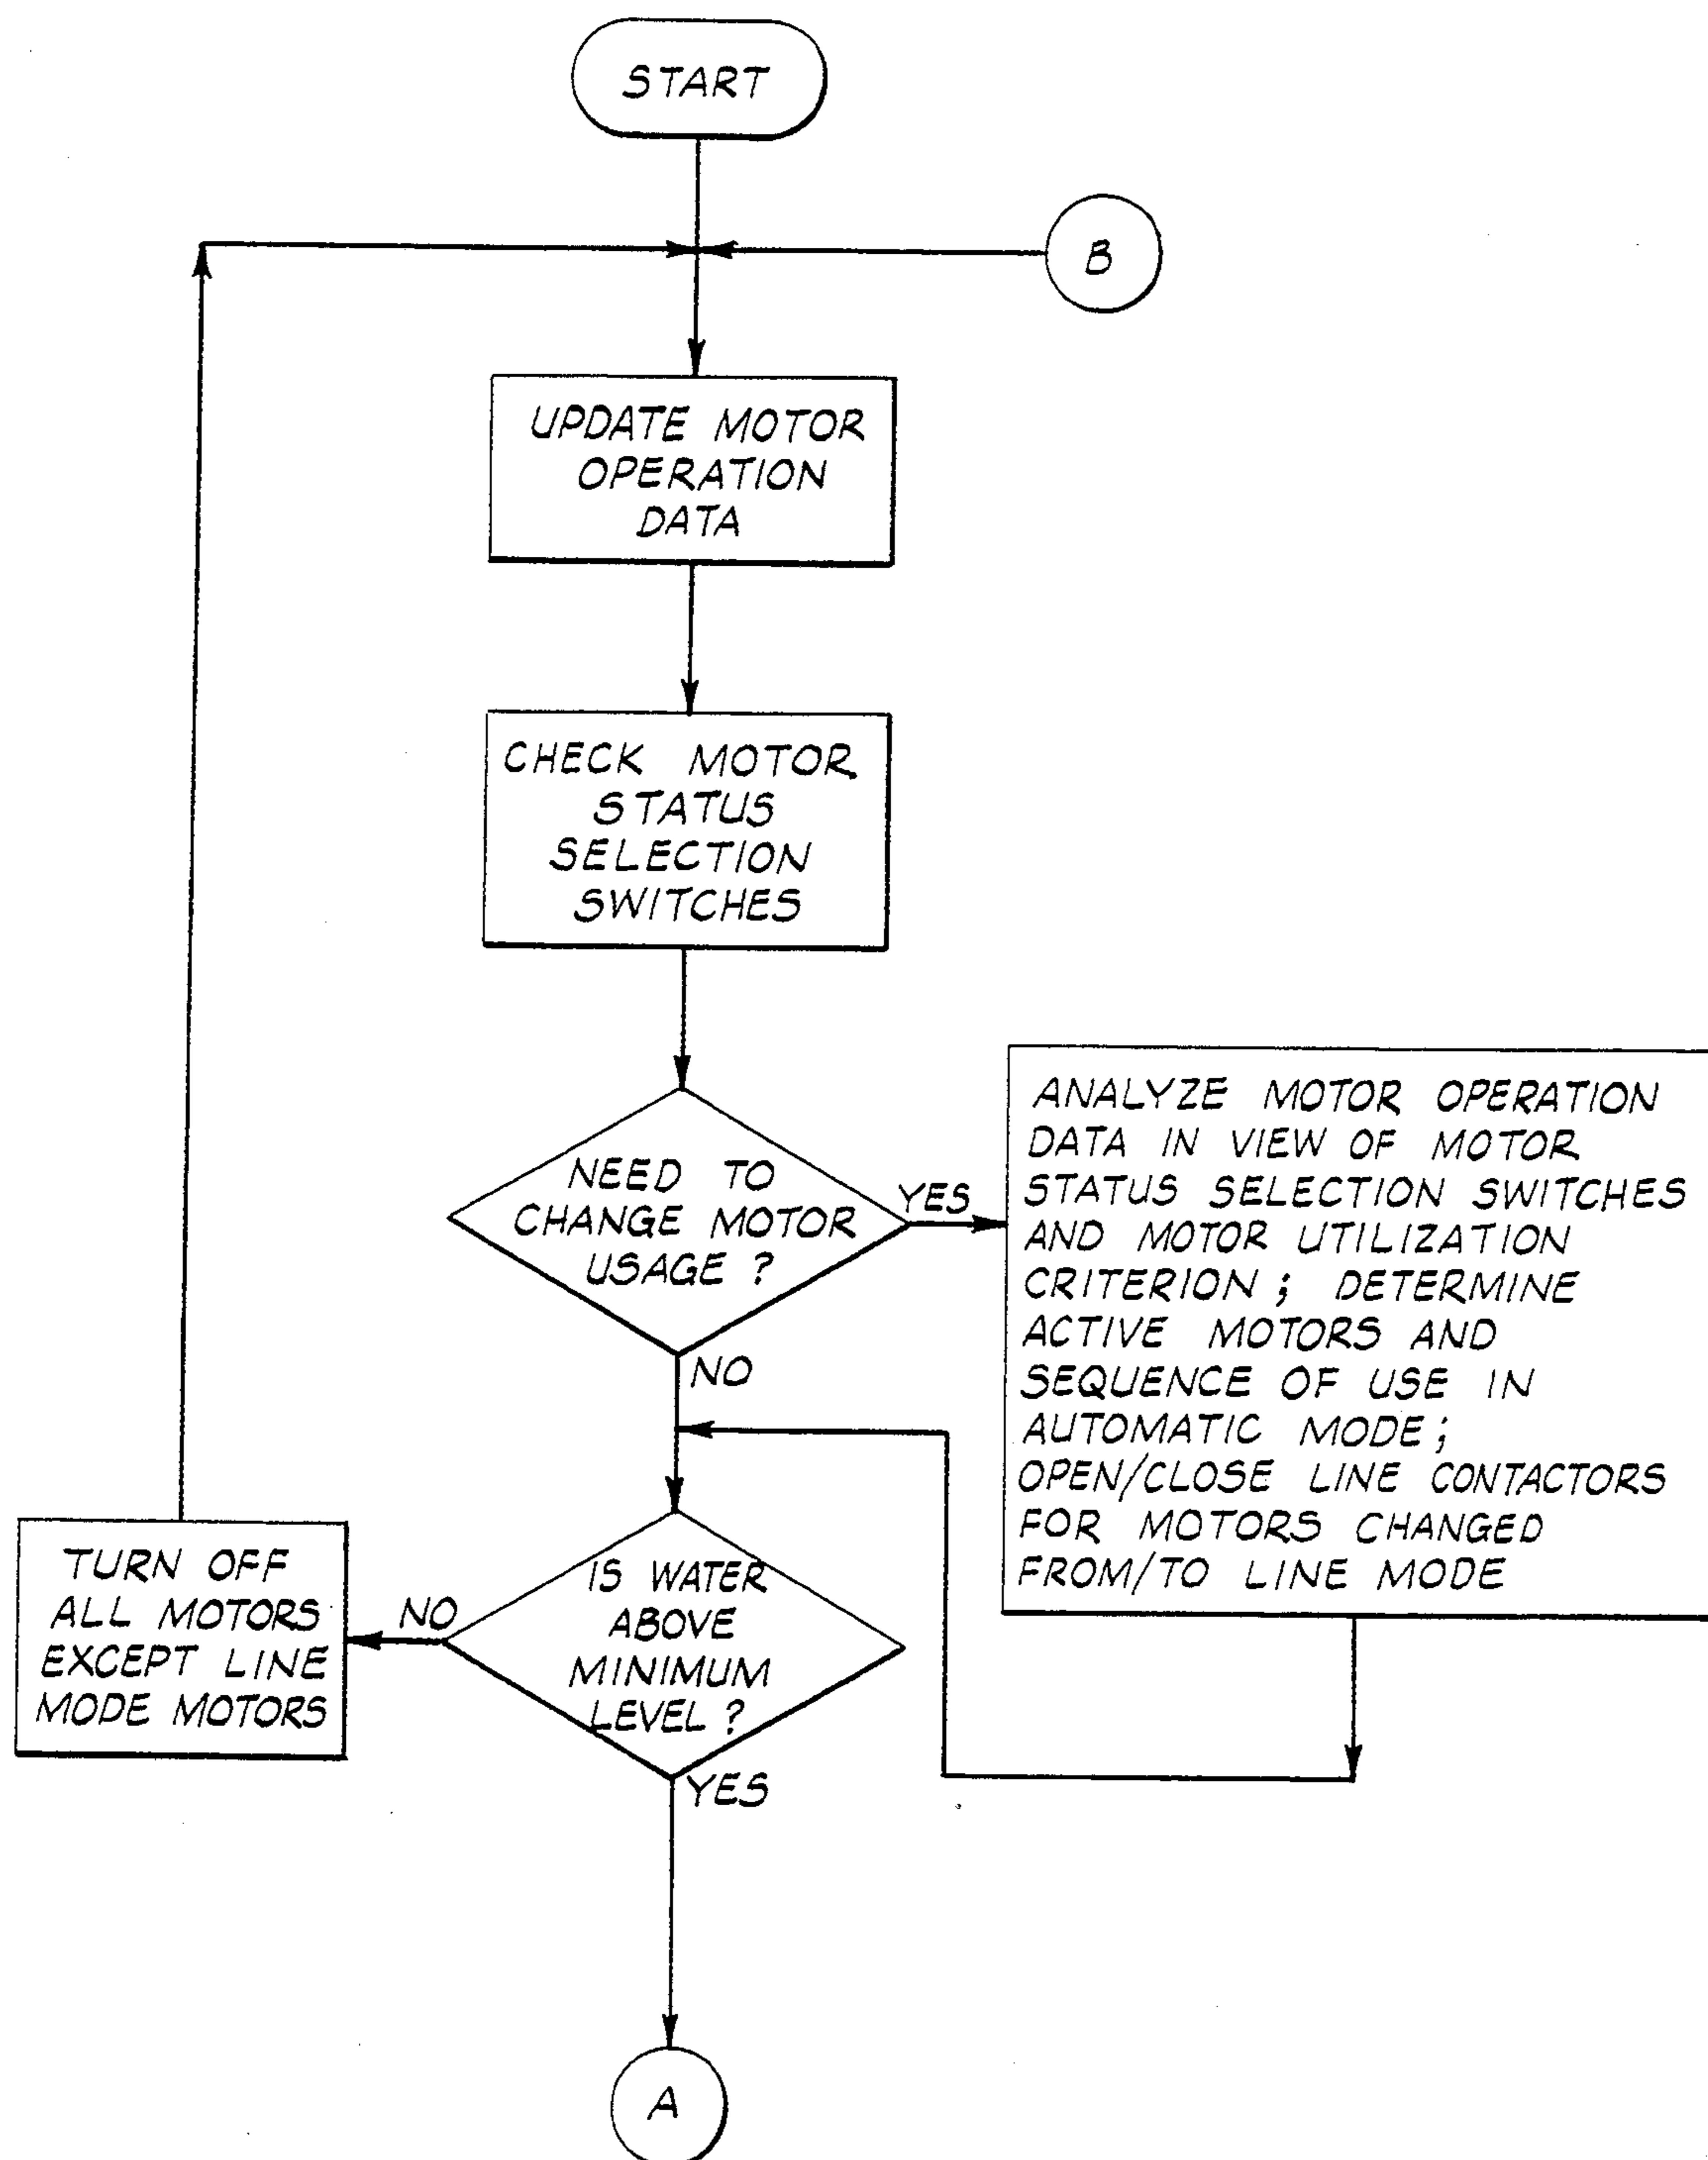 START
B
UPDATE MOTOR
OPERATION
DATA
CHECK MOTOR
STATUS
SELECTION
SWITCHES
NEED TO
CHANGE MOTOR
USAGE ?
YES
NO
ANALYZE MOTOR OPERATION
DATA IN VIEW OF MOTOR
STATUS SELECTION SWITCHES
AND MOTOR UTILIZATION
CRITERION ; DETERMINE
ACTIVE MOTORS AND
SEQUENCE OF USE IN
AUTOMATIC MODE ;
OPEN/CLOSE LINE CONTACTORS
FOR MOTORS CHANGED
FROM/TO LINE MODE
IS WATER
ABOVE
MINIMUM
LEVEL ?
NO
TURN OFF
ALL MOTORS
EXCEPT LINE
MODE MOTORS
YES
A